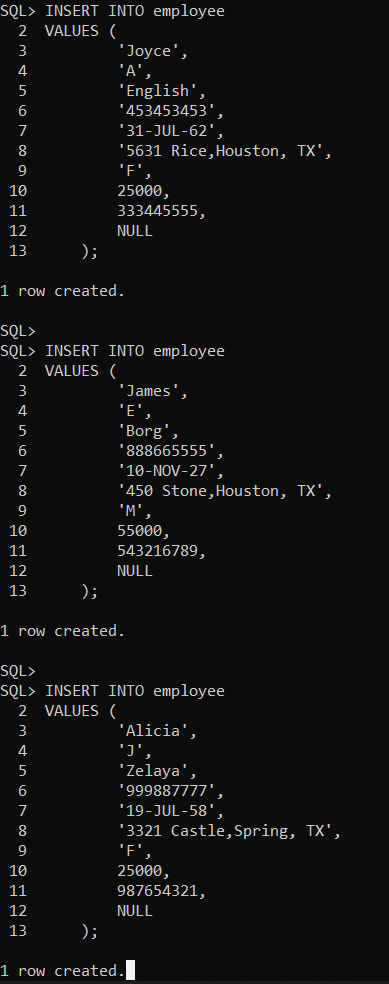 SQL> INSERT INTO employee
2 VALUES (
3 'Joyce',
4 'A',
5 'English',
6 '453453453',
7 '31-JUL-62',
8 '5631 Rice,Houston, TX',
9 'F',
10 25000,
11 333445555,
12 NULL
13 );
1 row created.
SQL>
SQL> INSERT INTO employee
2 VALUES (
3 'James',
4 'E',
5 'Borg',
6 '888665555',
7 '10-NOV-27',
8 '450 Stone,Houston, TX',
9 'M',
10 55000,
11 543216789,
12 NULL
13 );
1 row created.
SQL>
SQL> INSERT INTO employee
2 VALUES (
3 'Alicia',
4 'J',
5 'Zelaya',
6 '999887777',
7 '19-JUL-58',
8 '3321 Castle,Spring, TX',
9 'F',
10 25000,
11 987654321,
12 NULL
13 );
1 row created.